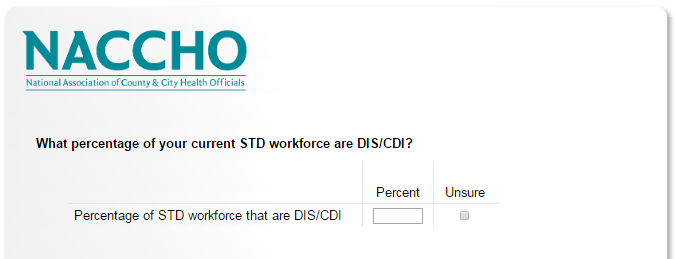 NACCHO
National Association of County & City Health Officials
What percentage of your current STD workforce are DIS/CDI?
Percent Unsure
Percentage of STD workforce that are DIS/CDI